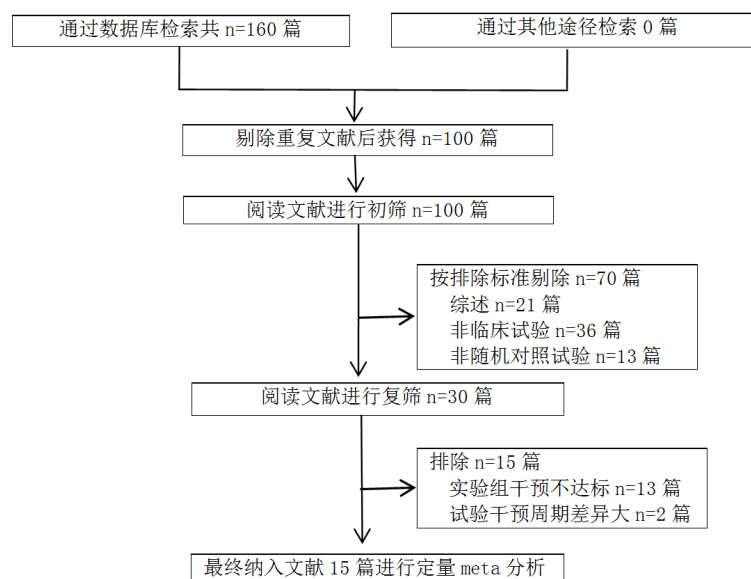 通过数据库检索共 n=160 篇
通过其他途径检索 0 篇
剔除重复文献后获得 n=100 篇
阅读文献进行初筛 n=100 篇
按排除标准剔除 n=70 篇
综述 n=21 篇
非临床试验 n=36 篇
非随机对照试验 n=13 篇
阅读文献进行复筛 n=30 篇
排除 n=15 篇
实验组干预不达标 n=13 篇
试验干预周期差异大 n=2 篇
最终纳入文献 15 篇进行定量 meta 分析